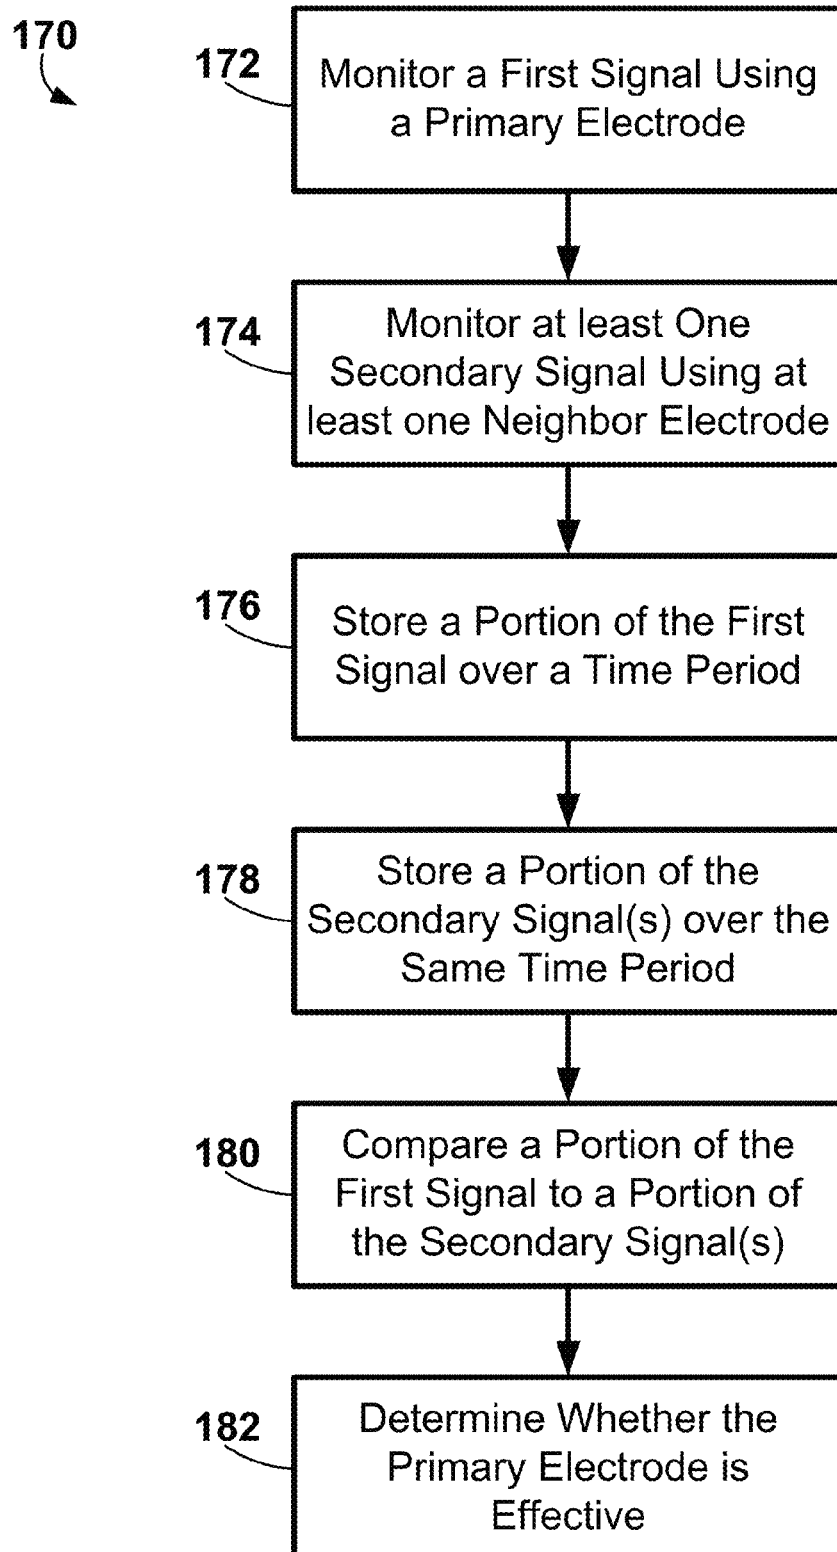 170
172
Monitor a First Signal Using
a Primary Electrode
174
Monitor at least One
Secondary Signal Using at
least one Neighbor Electrode
176
Store a Portion of the First
Signal over a Time Period
178
Store a Portion of the
Secondary Signal(s) over the
Same Time Period
180
Compare a Portion of the
First Signal to a Portion of
the Secondary Signal(s)
182
Determine Whether the
Primary Electrode is
Effective